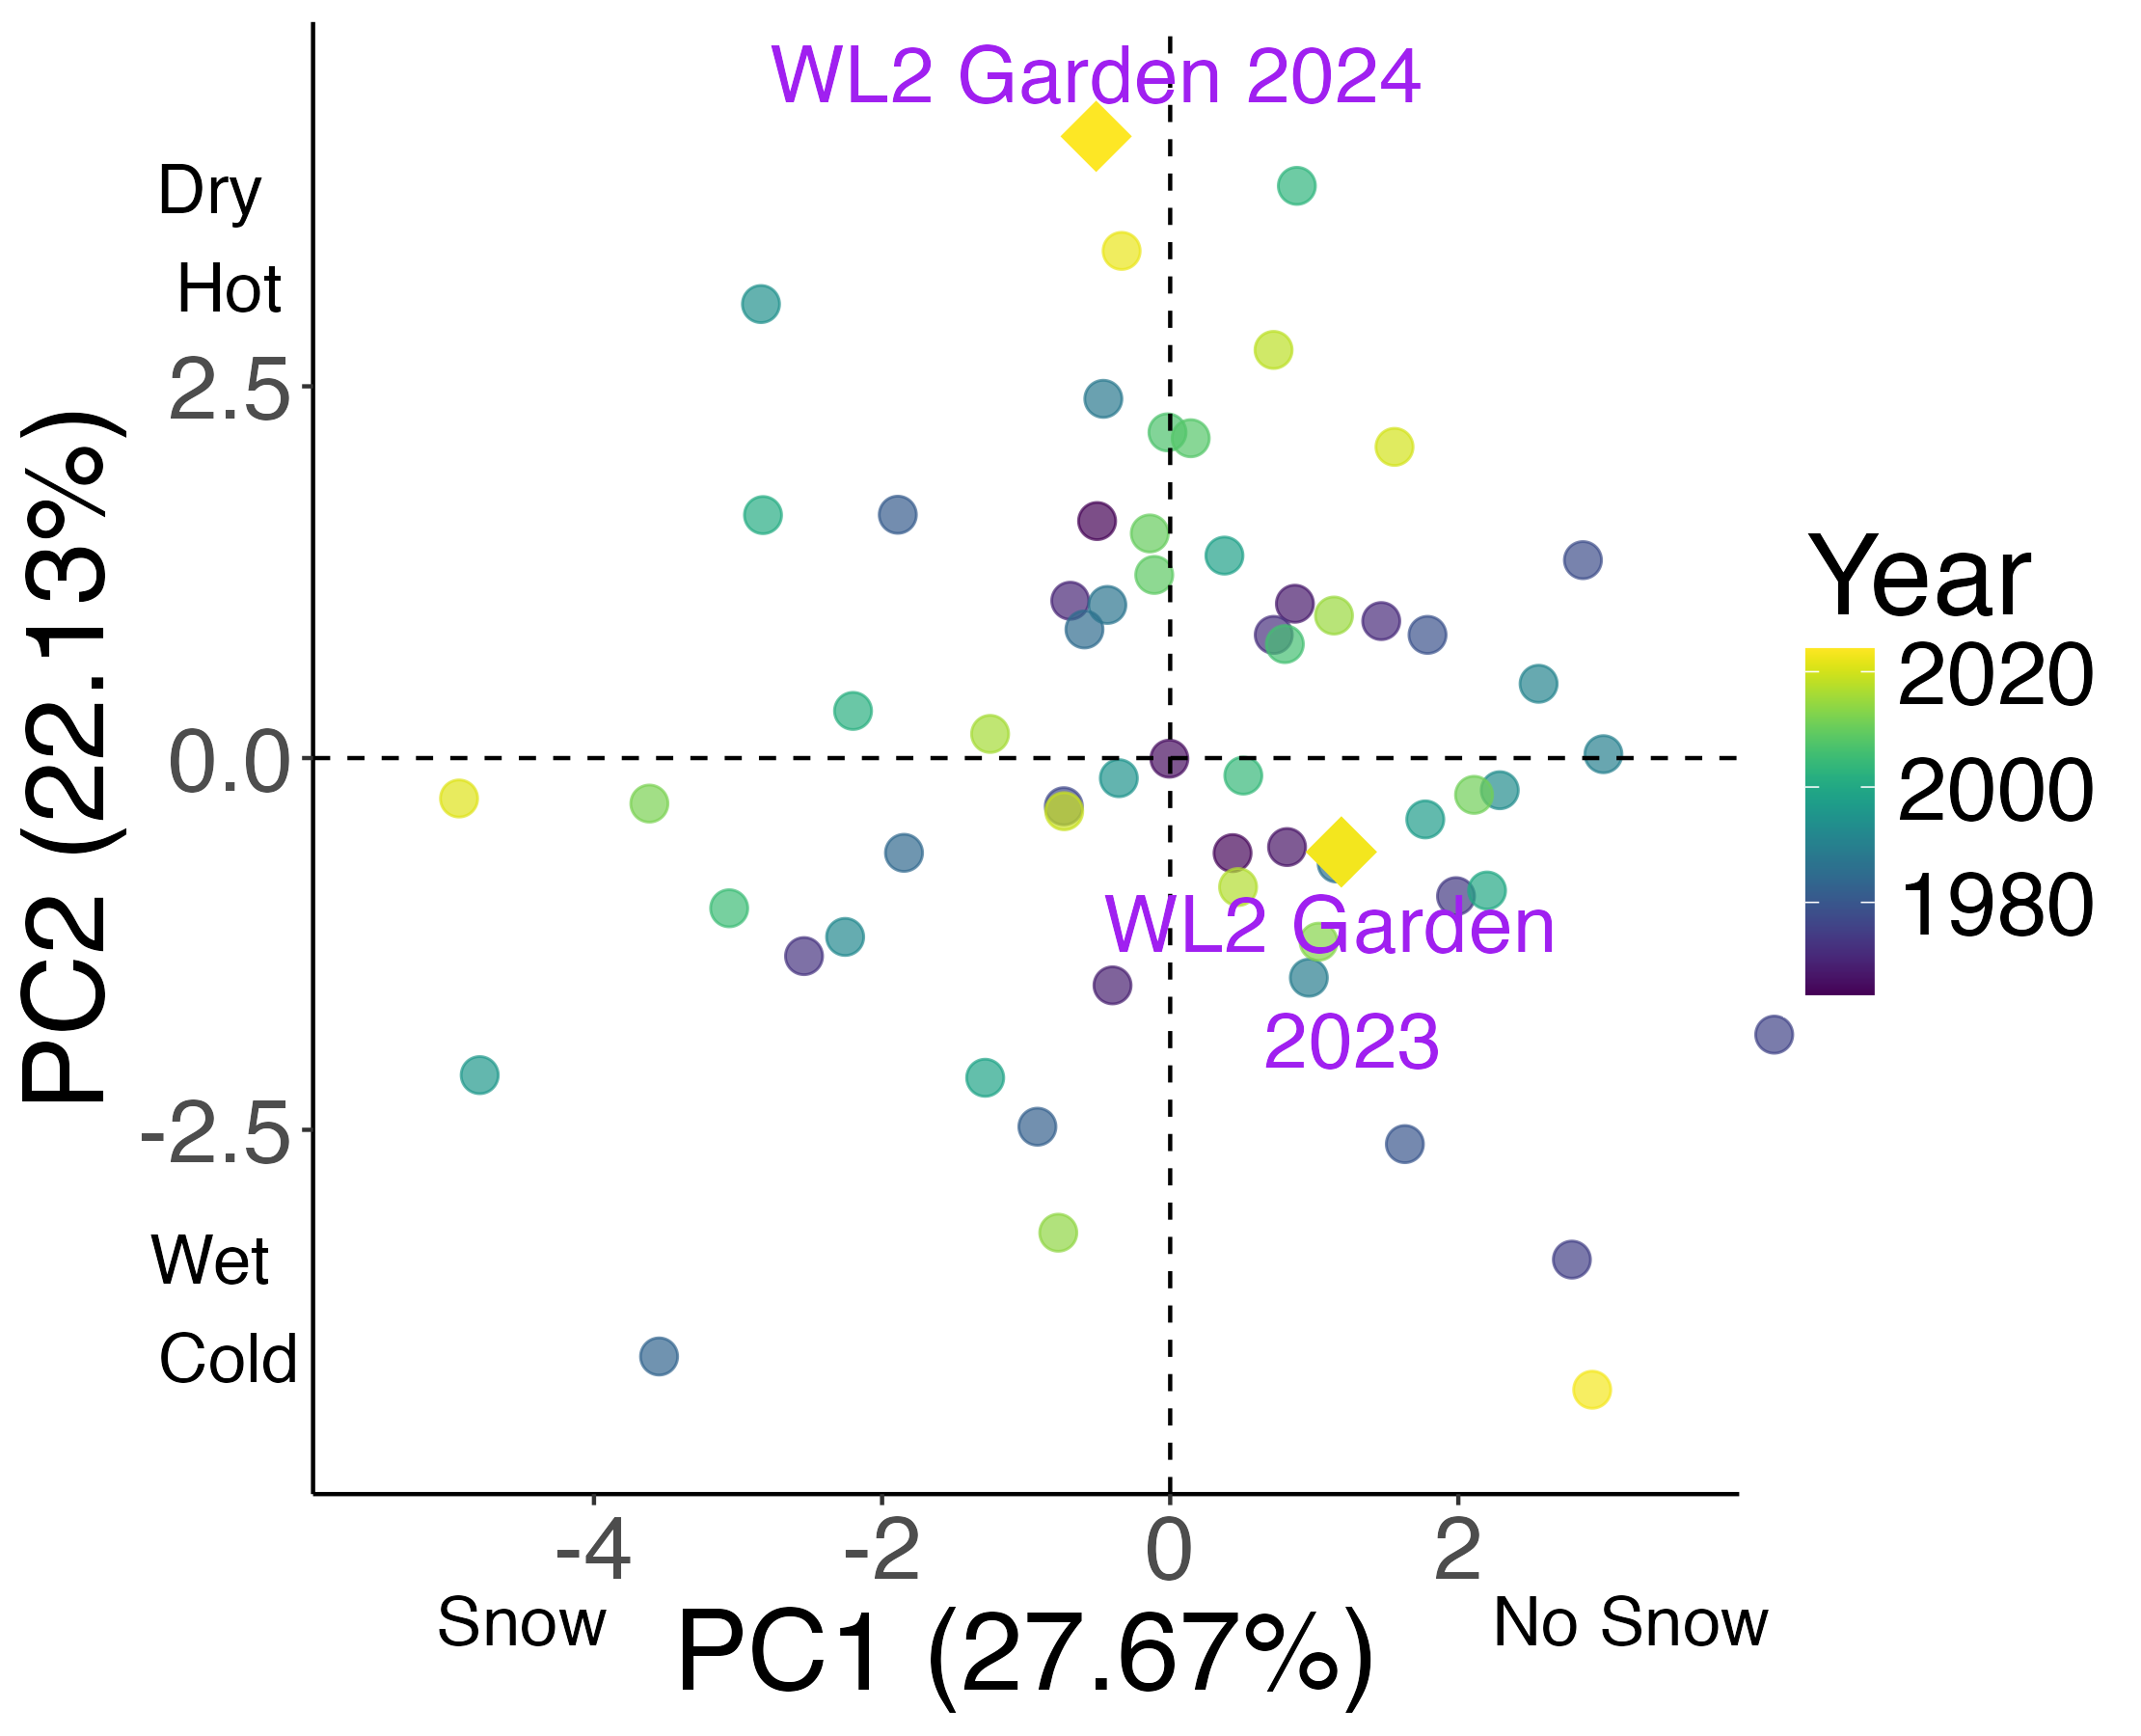 WL2 Garden 2024
Dry
Hot
2.5
0.0
-2.5
Wet
Cold
PC2 (22.13%)
WL2 Garden
2023
-4
-2
0
2
Snow
PC1 (27.67%)
No Snow
Year
2020
2000
1980